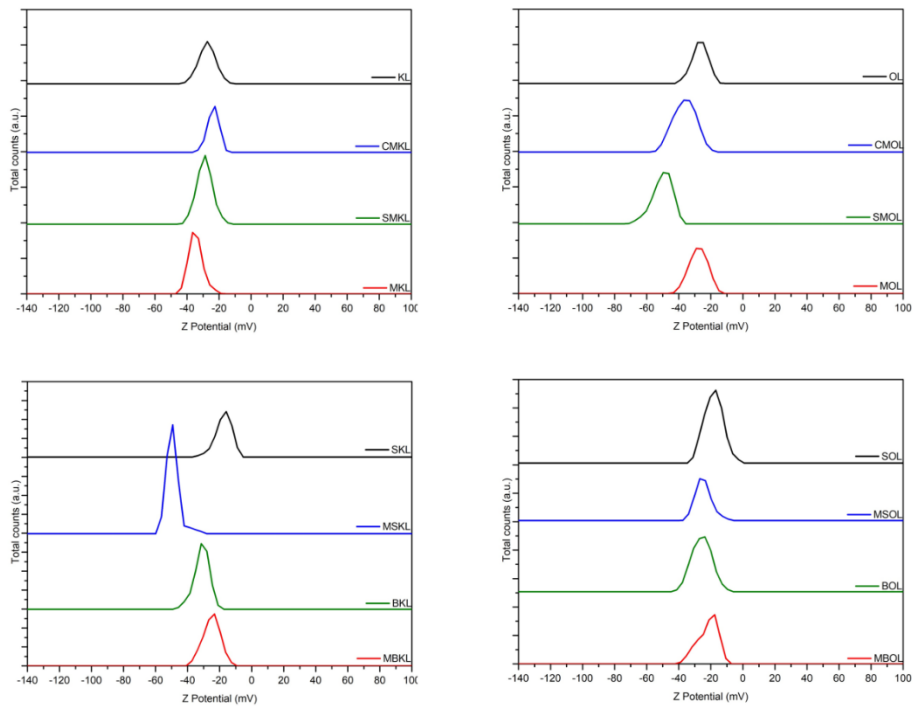 Total counts (a.u.)
KL
CMKL
SMKL
MKL
-140 -120 -100 -80 -60 -40 -20 0 20 40 60 80 100
Z Potential (mV)
Total counts (a.u.)
OL
CMOL
SMOL
MOL
-140 -120 -100 -80 -60 -40 -20 0 20 40 60 80 100
Z Potential (mV)
Total counts (a.u.)
SKL
MSKL
BKL
MBKL
-140 -120 -100 -80 -60 -40 -20 0 20 40 60 80 100
Z Potential (mV)
Total counts (a.u.)
SOL
MSOL
BOL
MBOL
-140 -120 -100 -80 -60 -40 -20 0 20 40 60 80 100
Z Potential (mV)